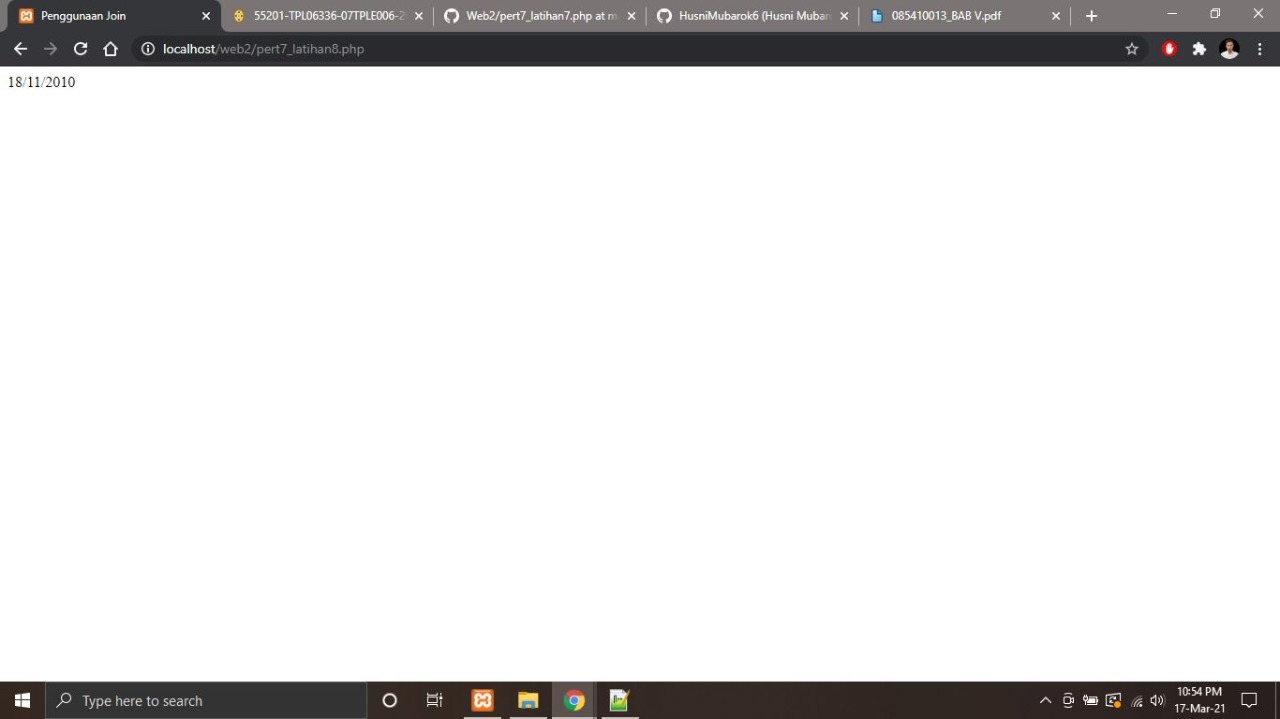 Penggunaan Join
55201-TPL06336-07TPLE006-2
Web2/pert7_latihan7.php at m
HusniMubarok6 (Husni Mubar
085410013_BAB V.pdf
localhost/web2/pert7_latihan8.php
18/11/2010
Type here to search
10:54 PM
17-Mar-21